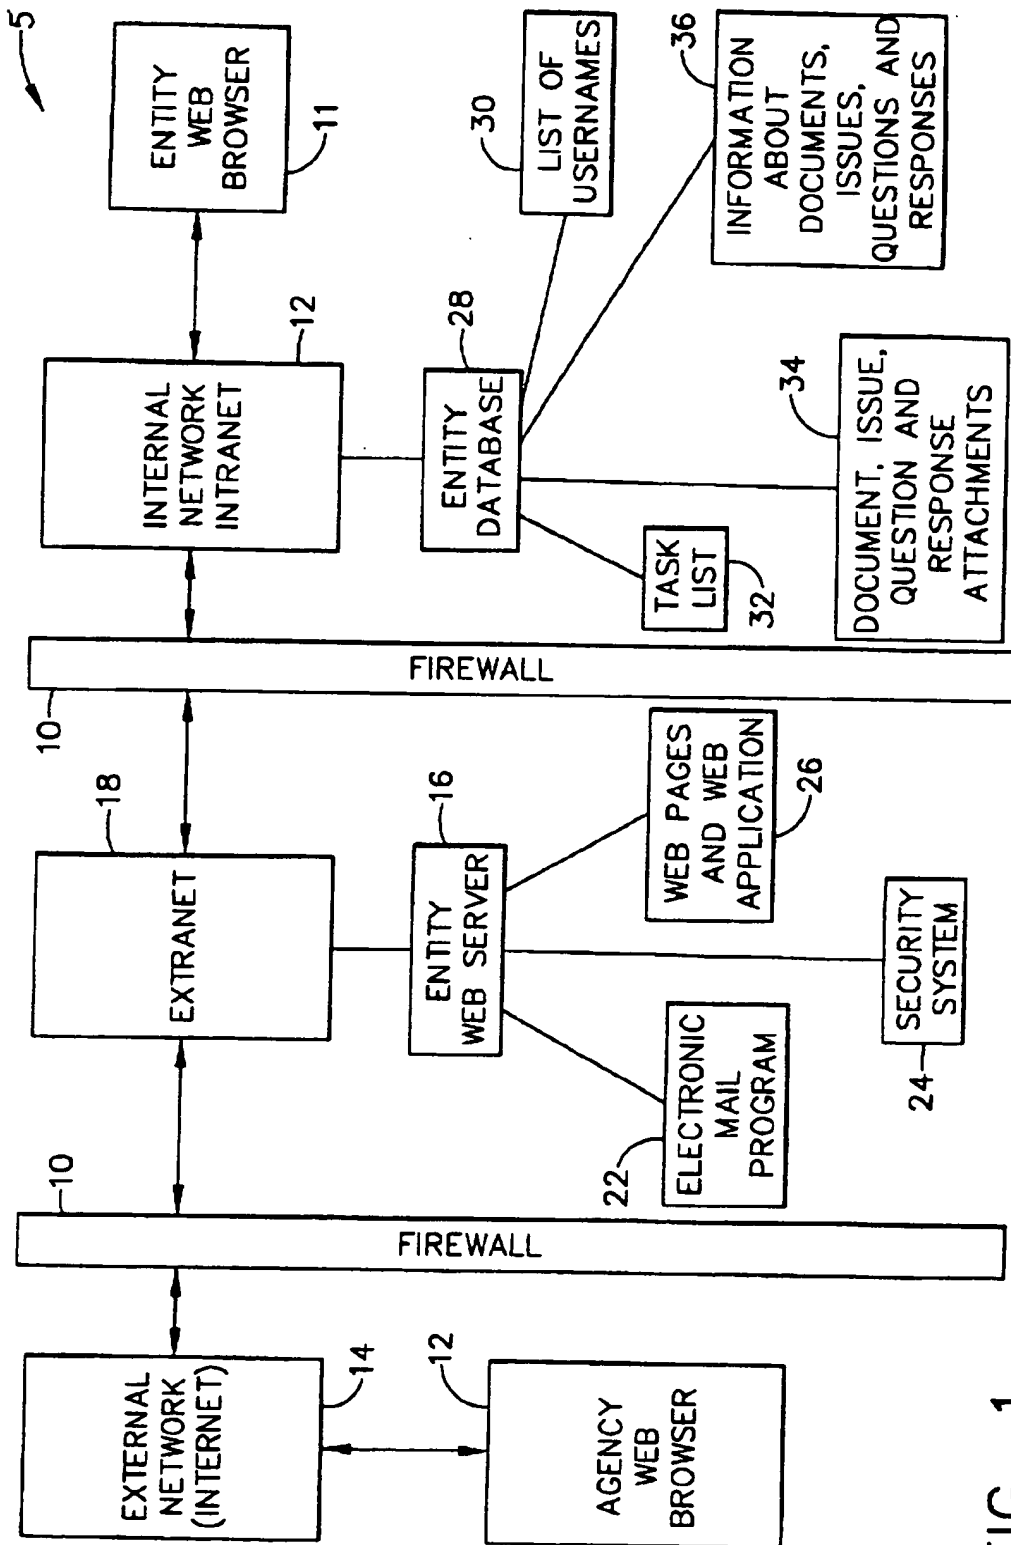 5
ENTITY
WEB
BROWSER
11
INTERNAL
NETWORK
INTRANET
12
ENTITY
DATABASE
28
LIST OF
USERNAMES
30
TASK
LIST
32
DOCUMENT. ISSUE,
QUESTION AND
RESPONSE
ATTACHMENTS
34
INFORMATION
ABOUT
DOCUMENTS,
ISSUES,
QUESTIONS AND
RESPONSES
36
FIREWALL
10
EXTRANET
18
ENTITY
WEB SERVER
16
ELECTRONIC
MAIL
PROGRAM
22
SECURITY
SYSTEM
24
WEB PAGES
AND WEB
APPLICATION
26
FIREWALL
10
EXTERNAL
NETWORK
(INTERNET)
14
AGENCY
WEB
BROWSER
12
FIG. 1